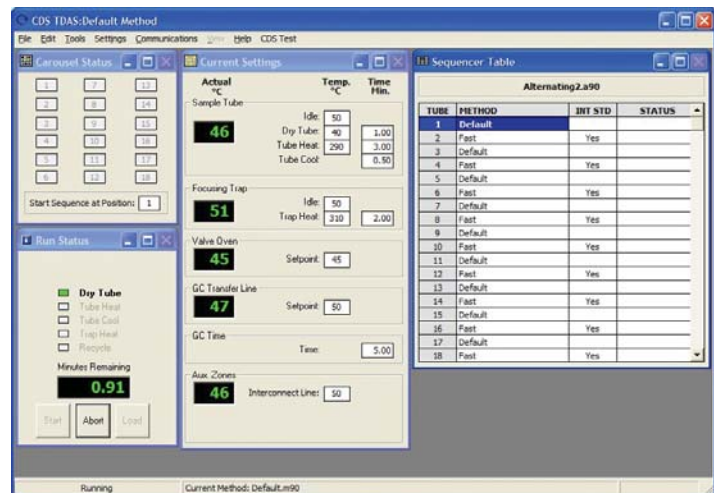 CDS TDAS:Default Method
File Edit Tools Settings Communications View Help CDS Test
Carousel Status
1 7 13
2 8 14
3 9 15
4 10 16
5 11 17
6 12 18
Start Sequence at Position: 1
Run Status
Dry Tube
Tube Heat
Tube Cool
Trap Heat
Recycle
Minutes Remaining
0.91
Start Abort Load
Current Settings
Actual °C Temp. °C Time Min.
Sample Tube
46
Idle: 50
Dry Tube: 40 1.00
Tube Heat: 290 3.00
Tube Cool: 0.50
Focusing Trap
51
Idle: 50
Trap Heat: 310 2.00
Valve Oven
45 Setpoint: 45
GC Transfer Line
47 Setpoint: 50
GC Time
Time: 5.00
Aux. Zones
46 Interconnect Line: 50
Sequencer Table
Alternating2.a90
TUBE METHOD INT STD STATUS
1 Default
2 Fast Yes
3 Default
4 Fast Yes
5 Default
6 Fast Yes
7 Default
8 Fast Yes
9 Default
10 Fast Yes
11 Default
12 Fast Yes
13 Default
14 Fast Yes
15 Default
16 Fast Yes
17 Default
18 Fast Yes
Running Current Method: Default.m90